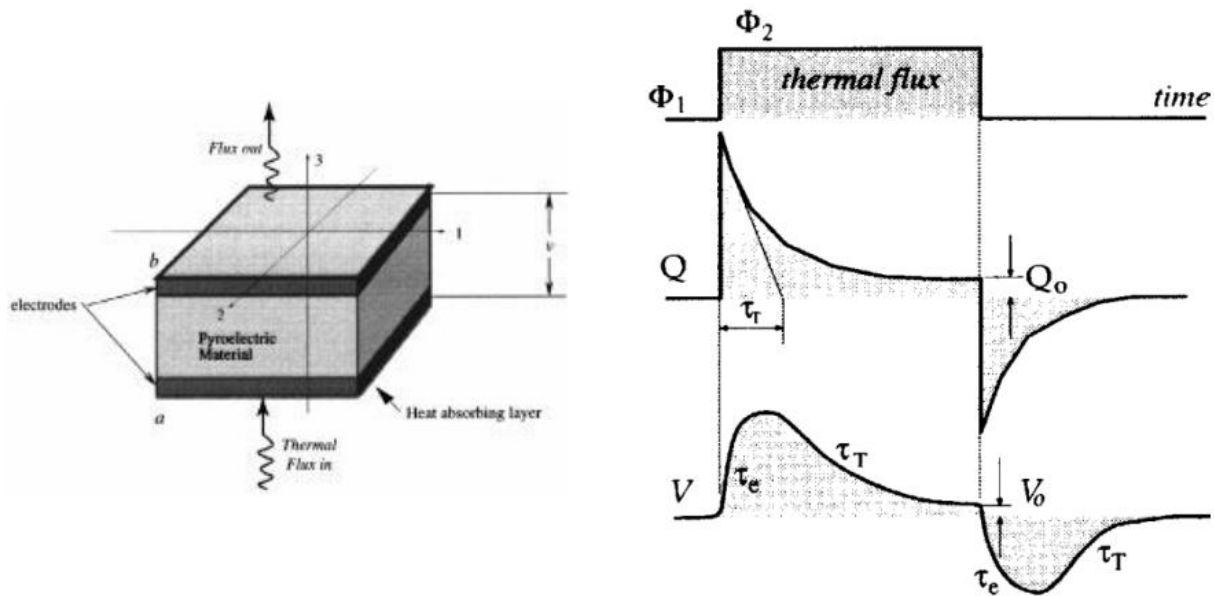 Flux out
3
1
v
b
electrodes
2
Pyroelectric
Material
a
Heat absorbing layer
Thermal
Flux in
Φ2
thermal flux
Φ1
time
Q
Qo
τT
V
τe
τT
Vo
τe
τT